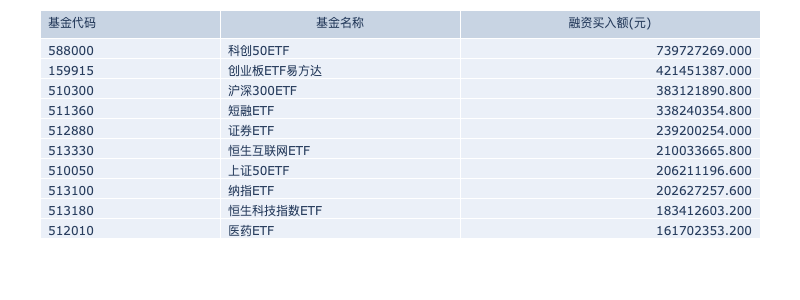 基金代码 基金名称 融资买入额(元)
588000 科创50ETF 739727269.000
159915 创业板ETF易方达 421451387.000
510300 沪深300ETF 383121890.800
511360 短融ETF 338240354.800
512880 证券ETF 239200254.000
513330 恒生互联网ETF 210033665.800
510050 上证50ETF 206211196.600
513100 纳指ETF 202627257.600
513180 恒生科技指数ETF 183412603.200
512010 医药ETF 161702353.200